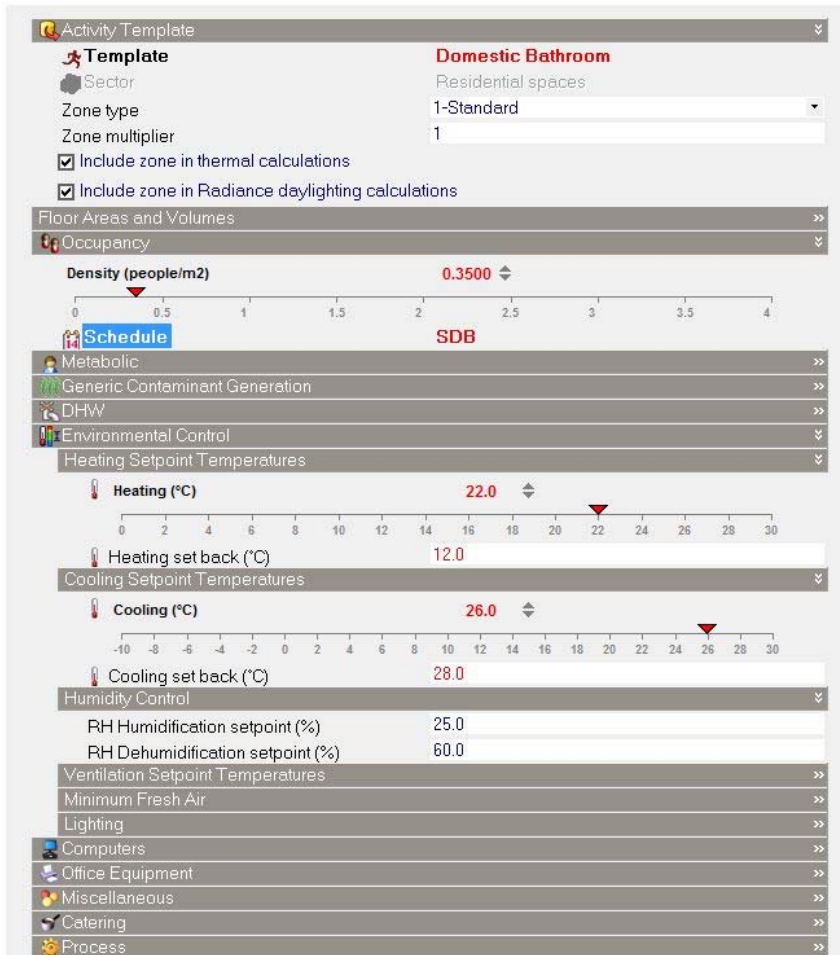 Activity Template
Template Domestic Bathroom
Sector Residential spaces
Zone type 1-Standard
Zone multiplier 1
Include zone in thermal calculations
Include zone in Radiance daylighting calculations
Floor Areas and Volumes
Occupancy
Density (people/m2) 0.3500
0 0.5 1 1.5 2 2.5 3 3.5 4
14 Schedule SDB
Metabolic
Generic Contaminant Generation
DHW
Environmental Control
Heating Setpoint Temperatures
Heating (°C) 22.0
0 2 4 6 8 10 12 14 16 18 20 22 24 26 28 30
Heating set back (°C) 12.0
Cooling Setpoint Temperatures
Cooling (°C) 26.0
-10 -8 -6 -4 -2 0 2 4 6 8 10 12 14 16 18 20 22 24 26 28 30
Cooling set back (°C) 28.0
Humidity Control
RH Humidification setpoint (%) 25.0
RH Dehumidification setpoint (%) 60.0
Ventilation Setpoint Temperatures
Minimum Fresh Air
Lighting
Computers
Office Equipment
Miscellaneous
Catering
Process